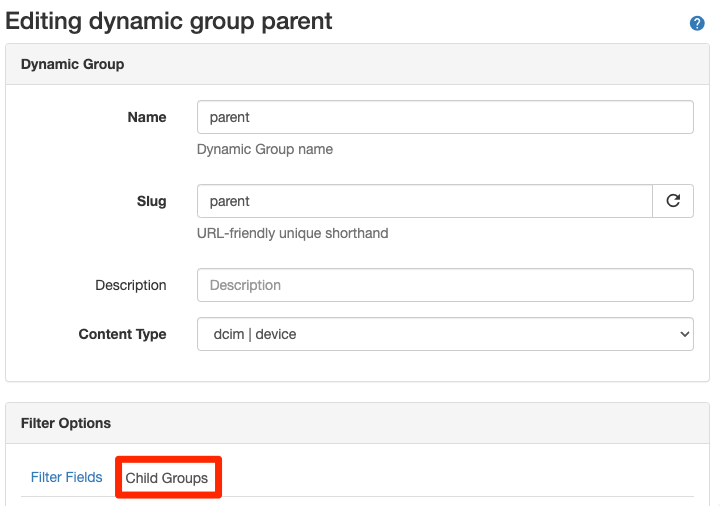 Editing dynamic group parent
?
Dynamic Group
Name
parent
Dynamic Group name
Slug
parent
URL-friendly unique shorthand
Description
Description
Content Type
dcim | device
Filter Options
Filter Fields
Child Groups